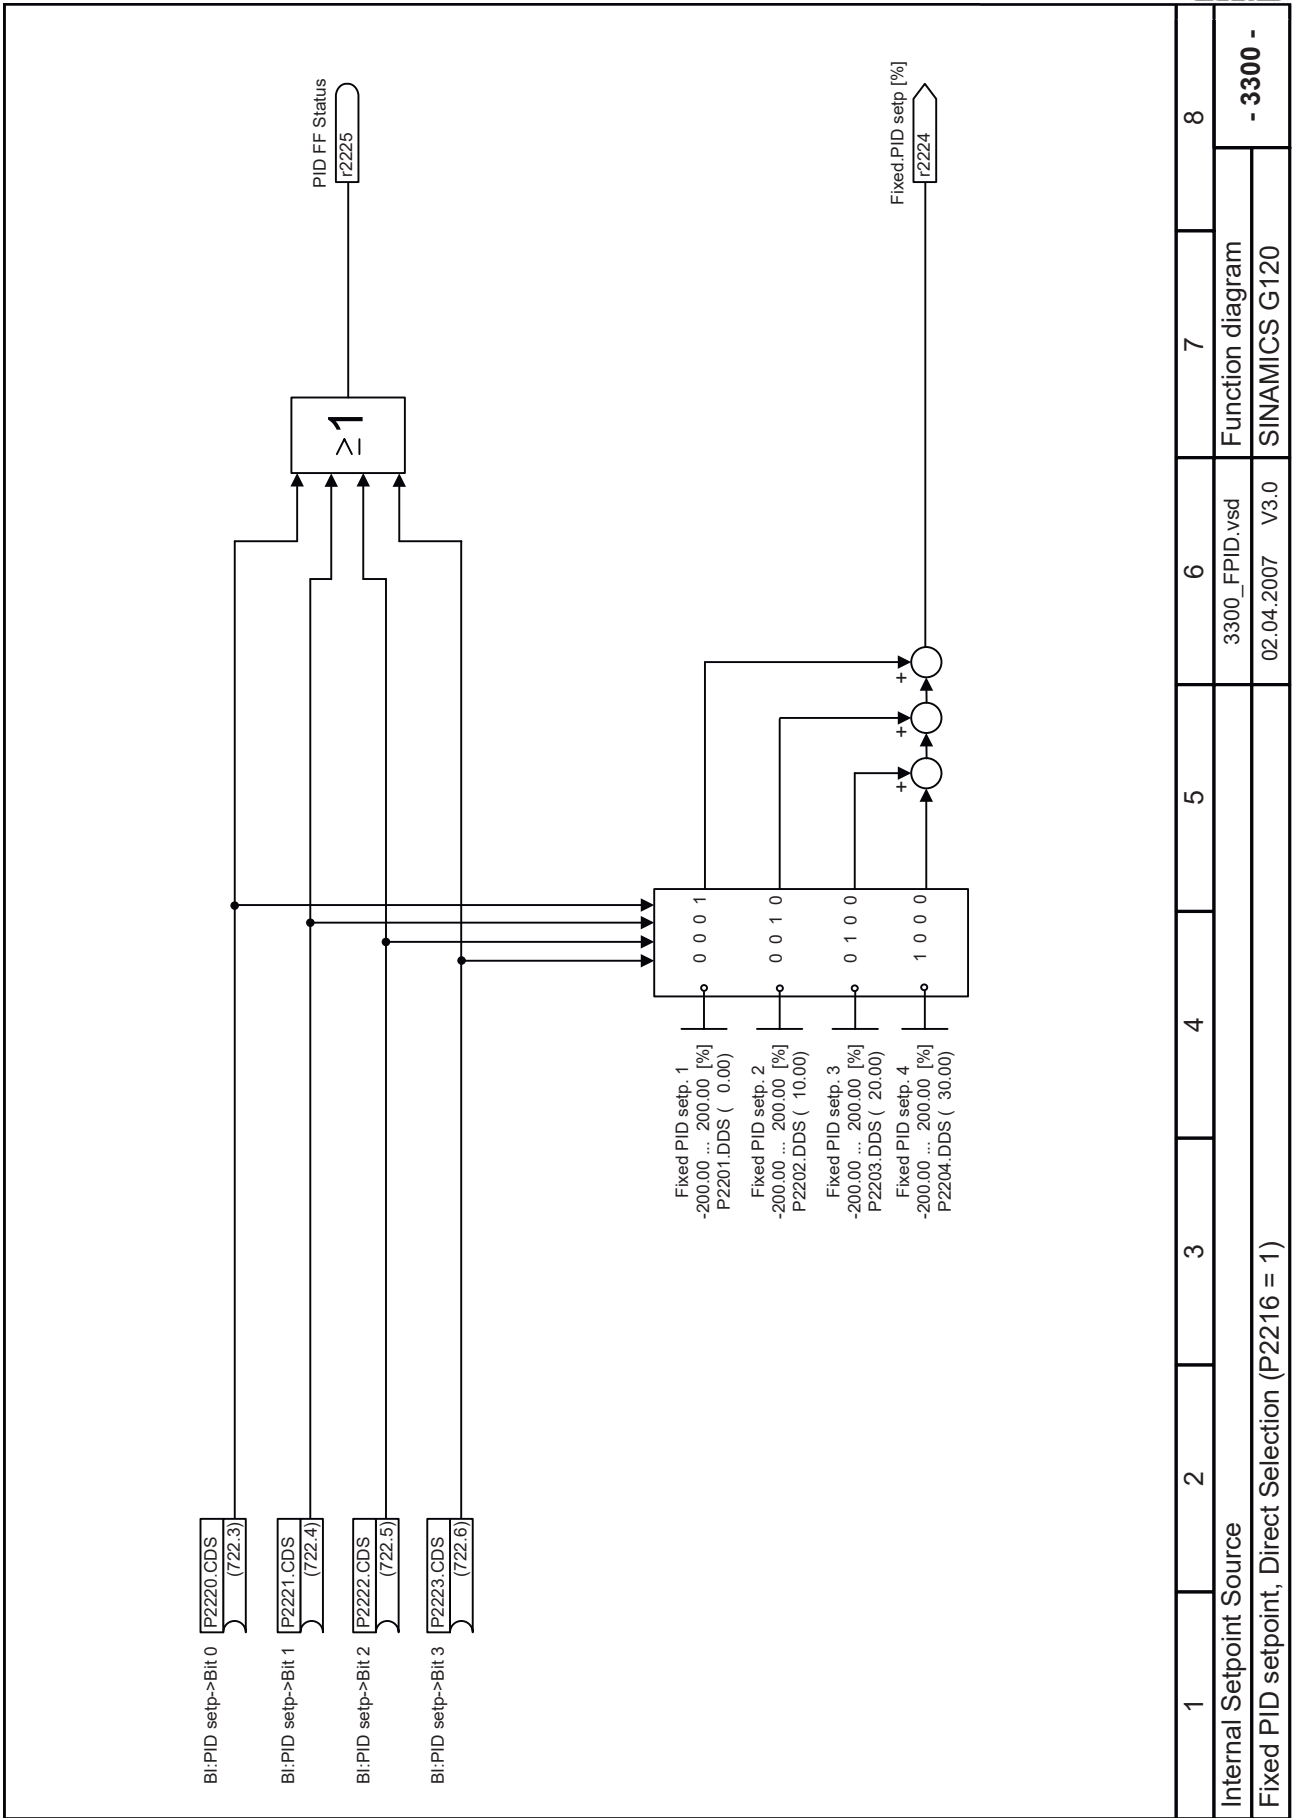 PID FF Status
r2225
≥1
BI:PID setp->Bit 0
P2220.CDS
(722.3)
BI:PID setp->Bit 1
P2221.CDS
(722.4)
BI:PID setp->Bit 2
P2222.CDS
(722.5)
BI:PID setp->Bit 3
P2223.CDS
(722.6)
Fixed PID setp. 1
-200.00 ... 200.00 [%]
P2201.DDS ( 0.00)
0 0 0 1
Fixed PID setp. 2
-200.00 ... 200.00 [%]
P2202.DDS ( 10.00)
0 0 1 0
Fixed PID setp. 3
-200.00 ... 200.00 [%]
P2203.DDS ( 20.00)
0 1 0 0
Fixed PID setp. 4
-200.00 ... 200.00 [%]
P2204.DDS ( 30.00)
1 0 0 0
+
+
+
Fixed.PID setp [%]
r2224
1 2 3 4 5 6 7 8
Internal Setpoint Source
3300_FPID.vsd
Function diagram
- 3300 -
Fixed PID setpoint, Direct Selection (P2216 = 1)
02.04.2007 V3.0
SINAMICS G120